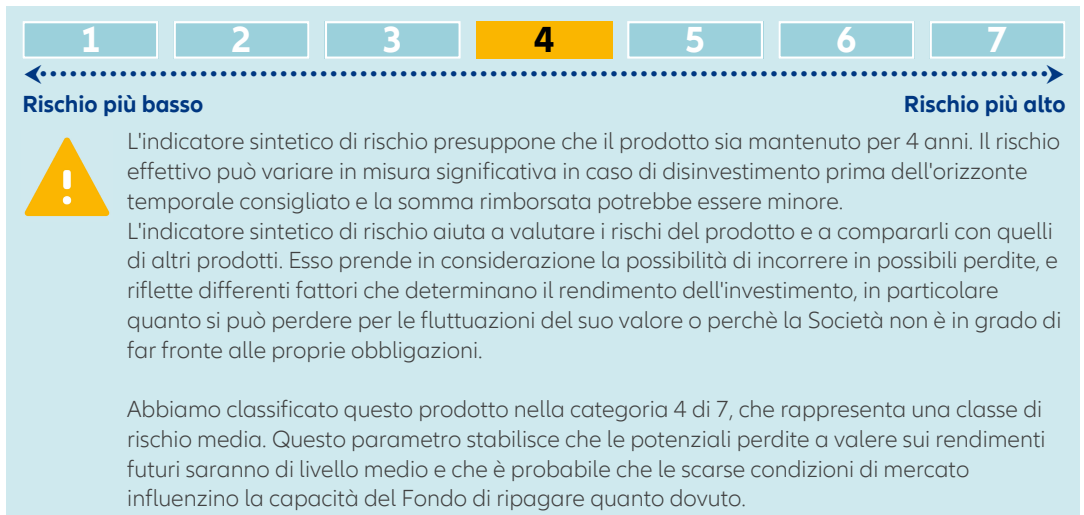 1 2 3 4 5 6 7
Rischio più basso Rischio più alto
L'indicatore sintetico di rischio presuppone che il prodotto sia mantenuto per 4 anni. Il rischio
effettivo può variare in misura significativa in caso di disinvestimento prima dell'orizzonte
temporale consigliato e la somma rimborsata potrebbe essere minore.
L'indicatore sintetico di rischio aiuta a valutare i rischi del prodotto e a compararli con quelli
di altri prodotti. Esso prende in considerazione la possibilità di incorrere in possibili perdite, e
riflette differenti fattori che determinano il rendimento dell'investimento, in particolare
quanto si può perdere per le fluttuazioni del suo valore o perchè la Società non è in grado di
far fronte alle proprie obbligazioni.
Abbiamo classificato questo prodotto nella categoria 4 di 7, che rappresenta una classe di
rischio media. Questo parametro stabilisce che le potenziali perdite a valere sui rendimenti
futuri saranno di livello medio e che è probabile che le scarse condizioni di mercato
influenzino la capacità del Fondo di ripagare quanto dovuto.